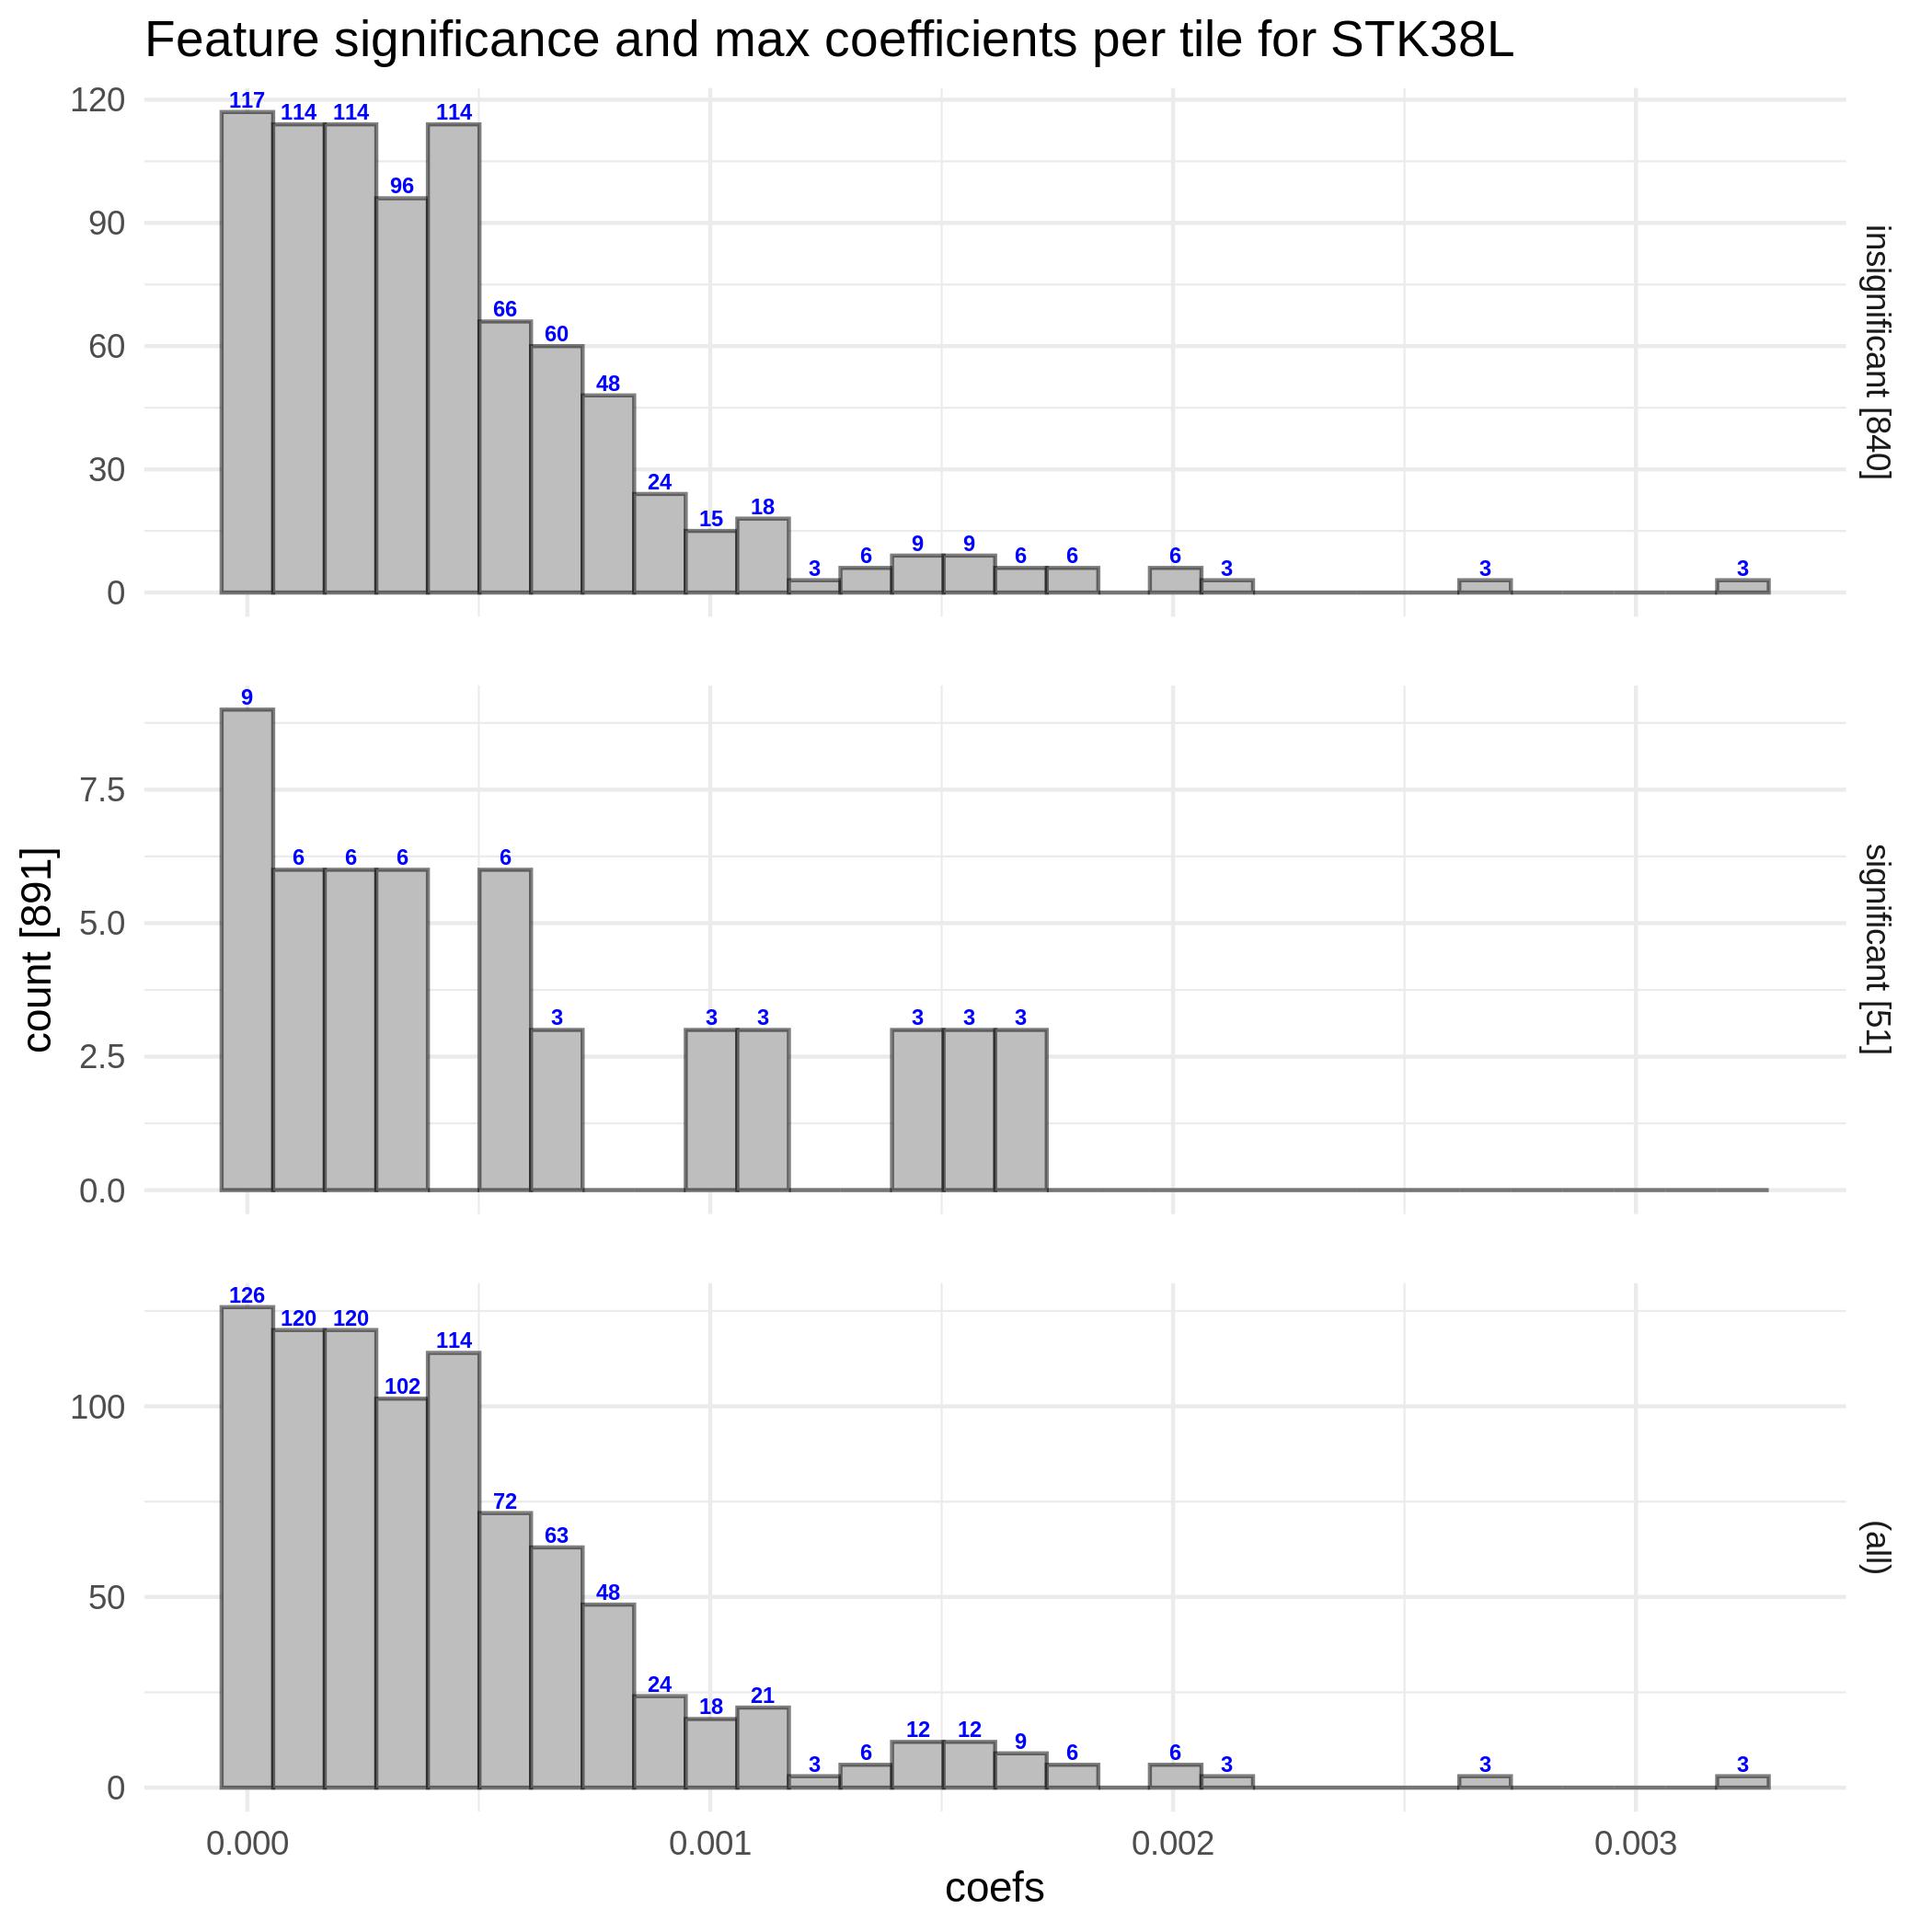 Feature significance and max coefficients per tile for STK38L
120
90
60
30
0
117 114 114 96 114 66 60 48 24 15 18 3 6 9 9 6 6 6 3 3 3
insignificant [840]
count [891]
7.5
5.0
2.5
0.0
9 6 6 6 6 3 3 3 3 3 3
significant [51]
100
50
0
126 120 120 102 114 72 63 48 24 18 21 3 6 12 12 9 6 6 3 3 3
(all)
0.000 0.001 0.002 0.003
coefs